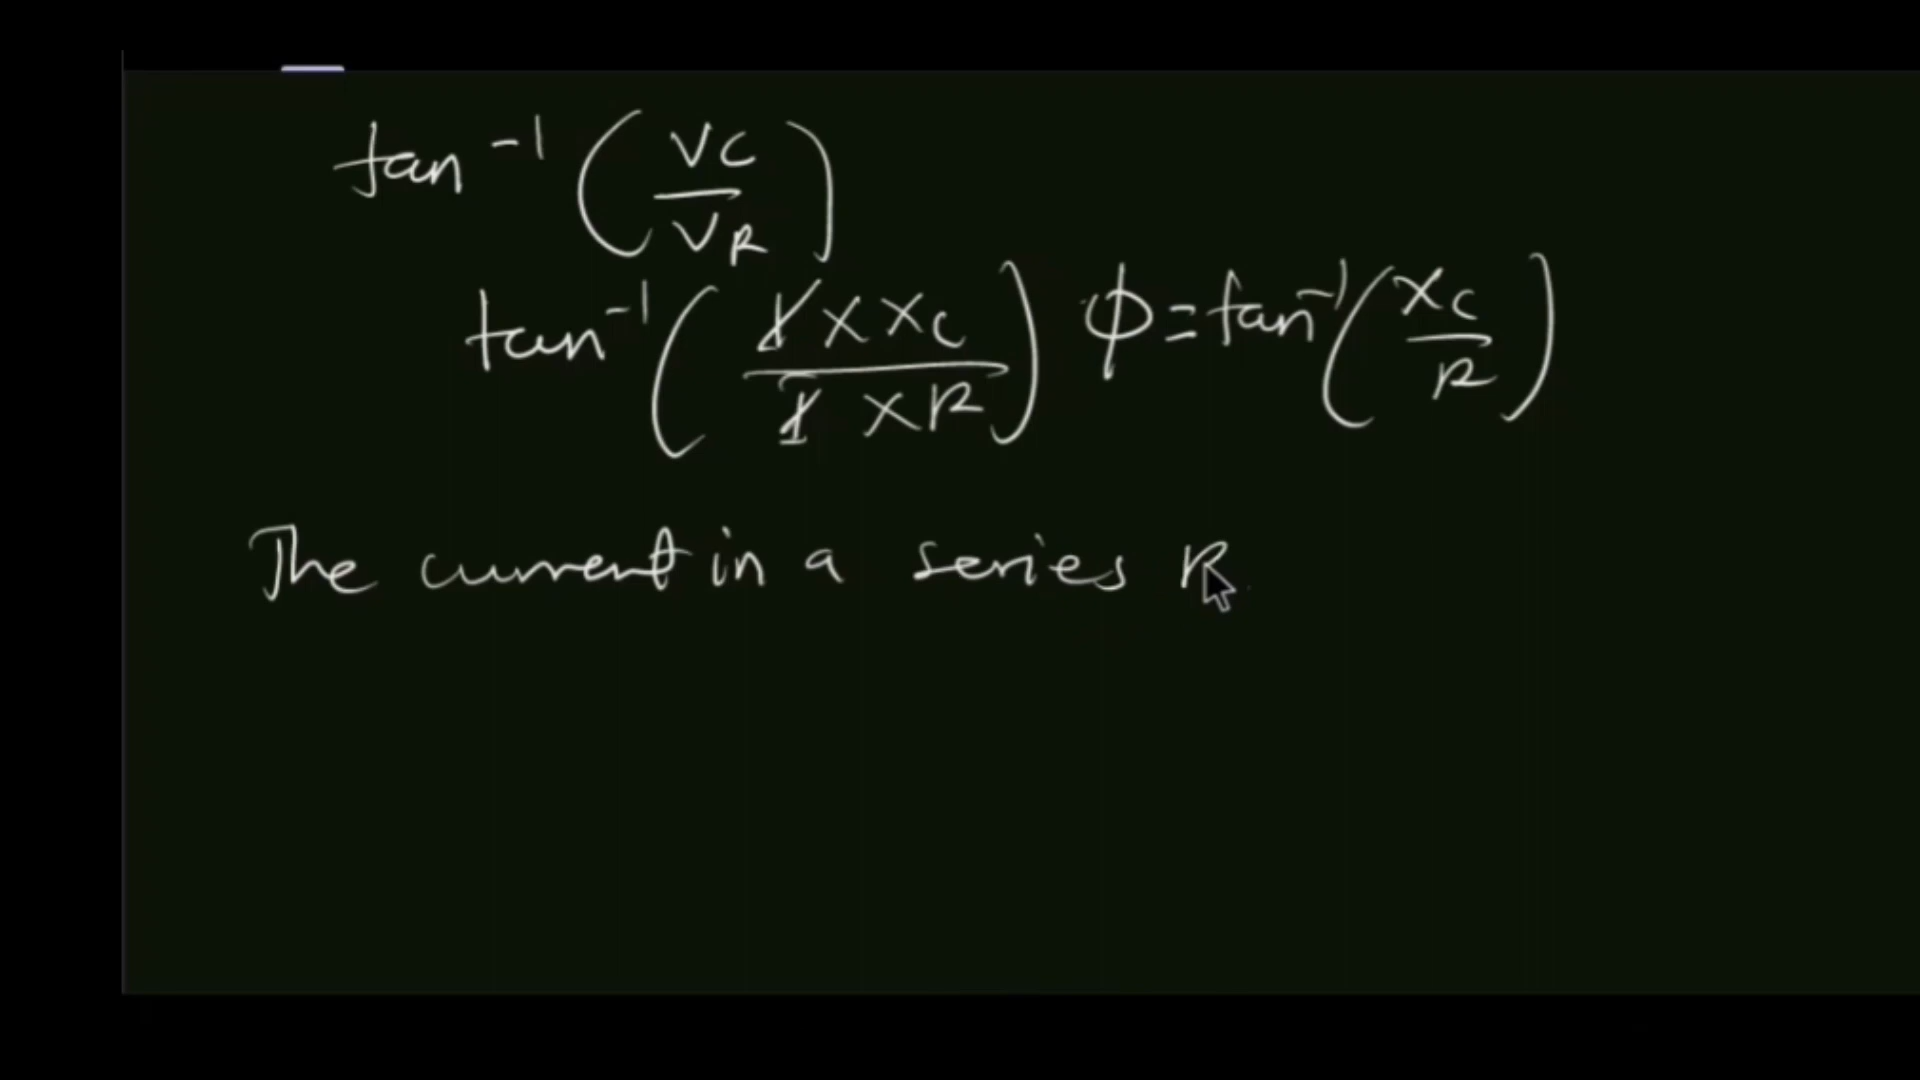 tan⁻¹ (VC/VR)
tan⁻¹ (I X XC / I X R) ϕ = tan⁻¹ (XC/R)
The current in a series R